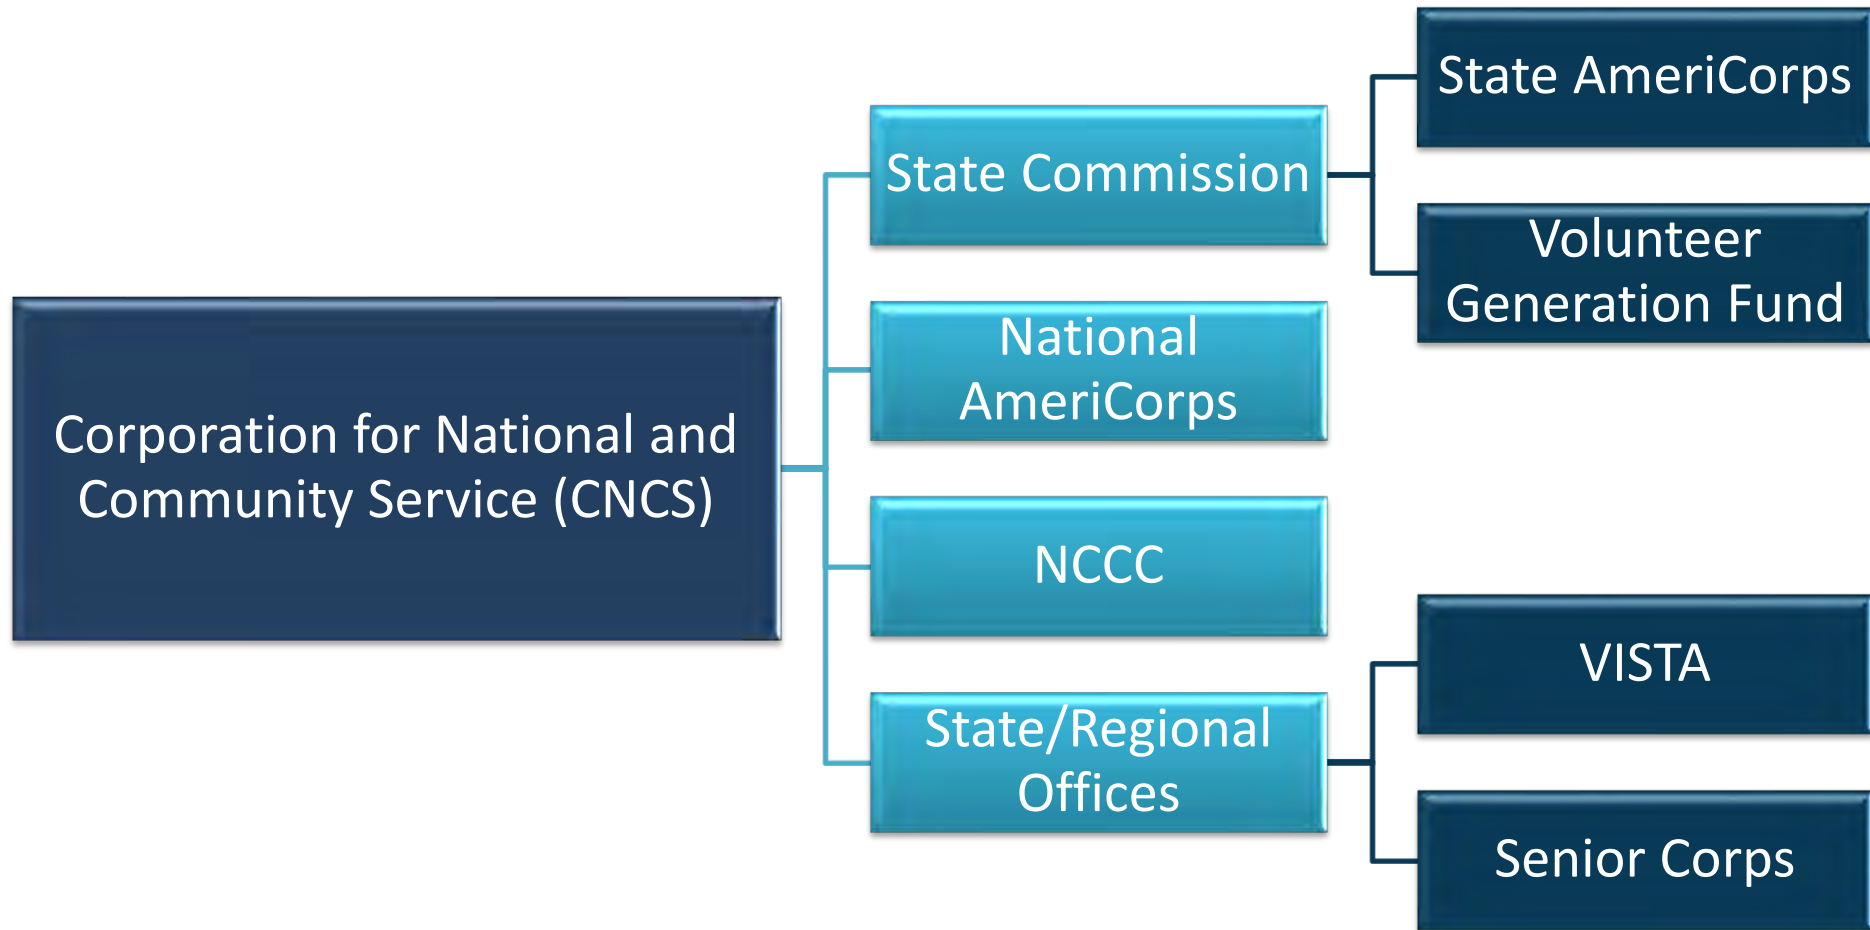 Corporation for National and
Community Service (CNCS)
State Commission
National
AmeriCorps
NCCC
State/Regional
Offices
State AmeriCorps
Volunteer
Generation Fund
VISTA
Senior Corps